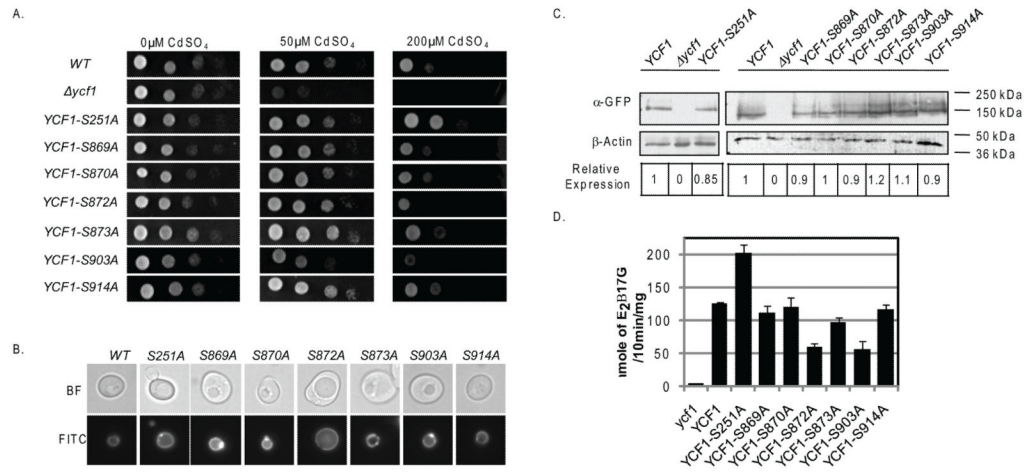 A.
0µM CdSO4
50µM CdSO4
200µM CdSO4
WT
Δycf1
YCF1-S251A
YCF1-S869A
YCF1-S870A
YCF1-S872A
YCF1-S873A
YCF1-S903A
YCF1-S914A
B.
WT S251A S869A S870A S872A S873A S903A S914A
BF
FITC
C.
YCF1 Δycf1 YCF1-S251A YCF1 Δycf1 YCF1-S869A YCF1-S870A YCF1-S872A YCF1-S873A YCF1-S903A YCF1-S914A
α-GFP
250 kDa
150 kDa
β-Actin
50 kDa
36 kDa
Relative
Expression
1 0 0.85 1 0 0.9 1 0.9 1.2 1.1 0.9
D.
mole of E2B17G
/10min/mg
200
150
100
50
0
ycf1 YCF1 YCF1-S251A YCF1-S869A YCF1-S870A YCF1-S872A YCF1-S873A YCF1-S903A YCF1-S914A